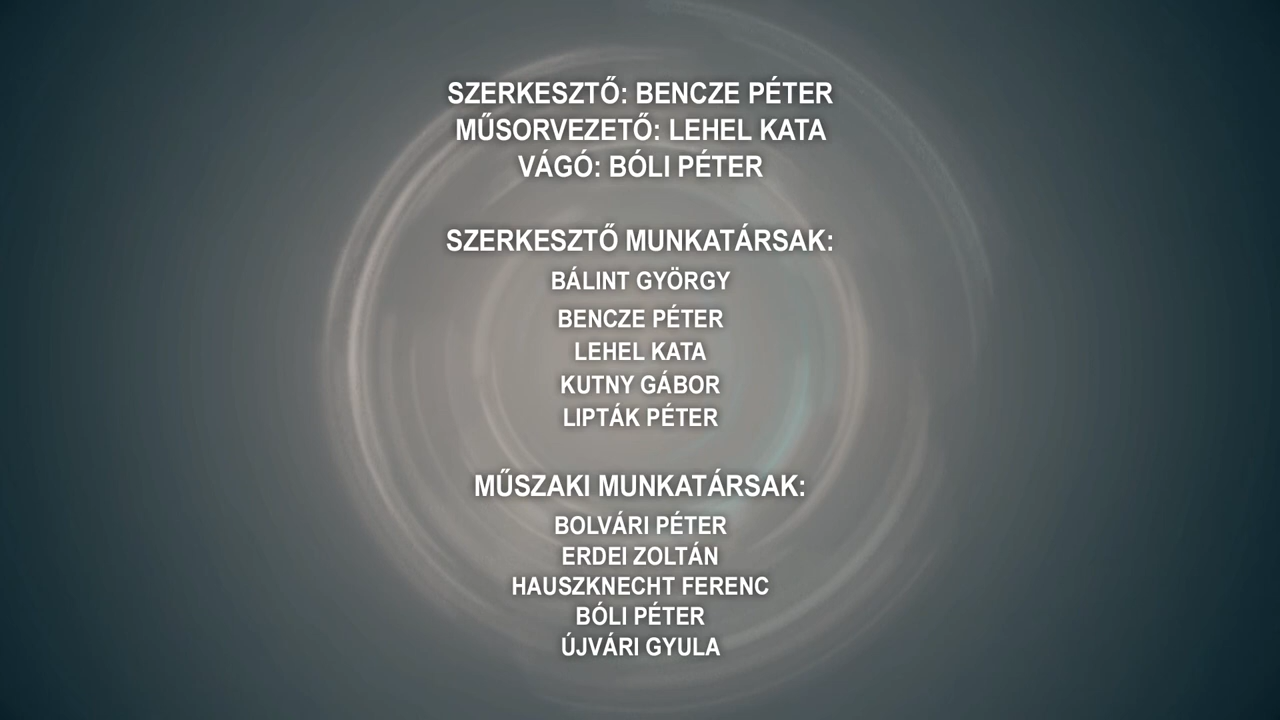 SZERKESZTŐ: BENCZE PÉTER
MŰSORVEZETŐ: LEHEL KATA
VÁGÓ: BÓLI PÉTER
SZERKESZTŐ MUNKATÁRSAK:
BÁLINT GYÖRGY
BENCZE PÉTER
LEHEL KATA
KUTNY GÁBOR
LIPTÁK PÉTER
MŰSZAKI MUNKATÁRSAK:
BOLVÁRI PÉTER
ERDEI ZOLTÁN
HAUSZKNECHT FERENC
BÓLI PÉTER
ÚJVÁRI GYULA